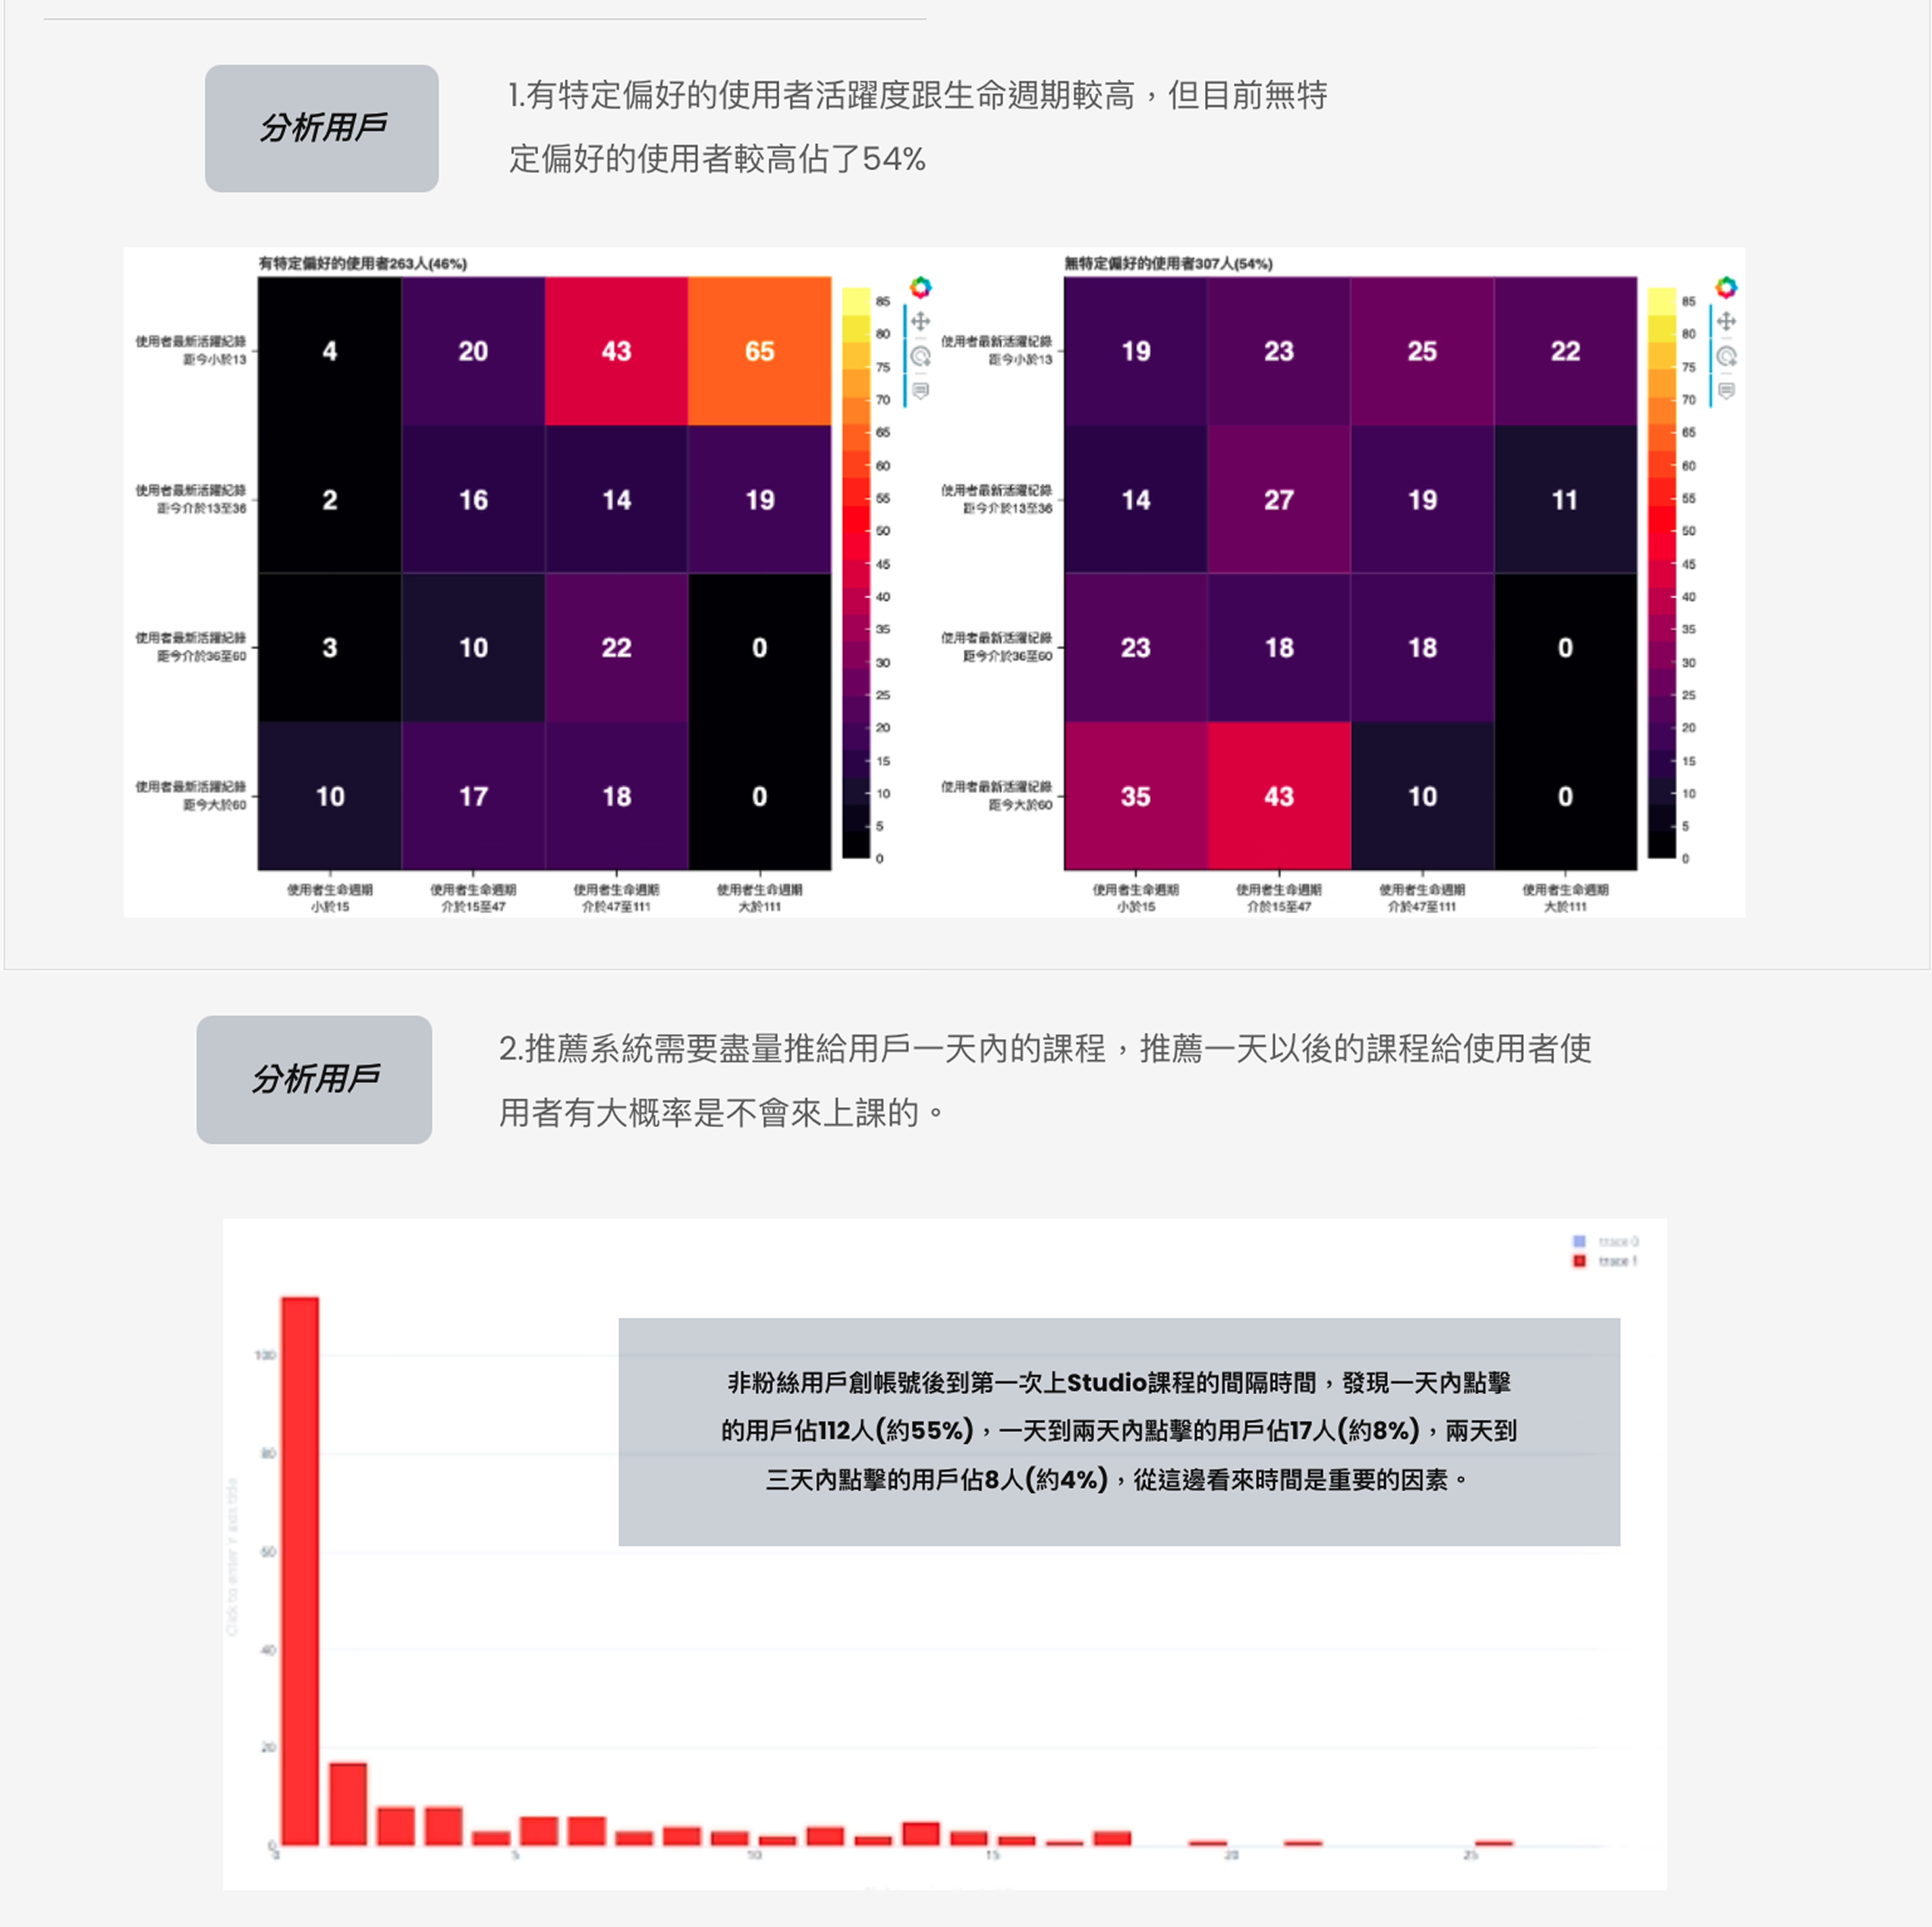 分析用戶
1.有特定偏好的使用者活躍度跟生命週期較高，但目前無特
定偏好的使用者較高佔了54%
有特定偏好的使用者263人(46%)
使用者最新活躍紀錄
距今小於13
4 20 43 65
使用者最新活躍紀錄
距今介於13至36
2 16 14 19
使用者最新活躍紀錄
距今介於36至60
3 10 22 0
使用者最新活躍紀錄
距今大於60
10 17 18 0
使用者生命週期 使用者生命週期 使用者生命週期 使用者生命週期
小於15 介於15至47 介於47至111 大於111
85
80
75
70
65
60
55
50
45
40
35
30
25
20
15
10
5
0
無特定偏好的使用者307人(54%)
使用者最新活躍紀錄
距今小於13
19 23 25 22
使用者最新活躍紀錄
距今介於13至36
14 27 19 11
使用者最新活躍紀錄
距今介於36至60
23 18 18 0
使用者最新活躍紀錄
距今大於60
35 43 10 0
使用者生命週期 使用者生命週期 使用者生命週期 使用者生命週期
小於15 介於15至47 介於47至111 大於111
85
80
75
70
65
60
55
50
45
40
35
30
25
20
15
10
5
0
分析用戶
2.推薦系統需要盡量推給用戶一天內的課程，推薦一天以後的課程給使用者使
用者有大概率是不會來上課的。
trace 0
trace 1
非粉絲用戶創帳號後到第一次上Studio課程的間隔時間，發現一天內點擊
的用戶佔112人(約55%)，一天到兩天內點擊的用戶佔17人(約8%)，兩天到
三天內點擊的用戶佔8人(約4%)，從這邊看來時間是重要的因素。
Click to enter Y axis title
100
80
60
40
20
0
0 5 10 15 20 25